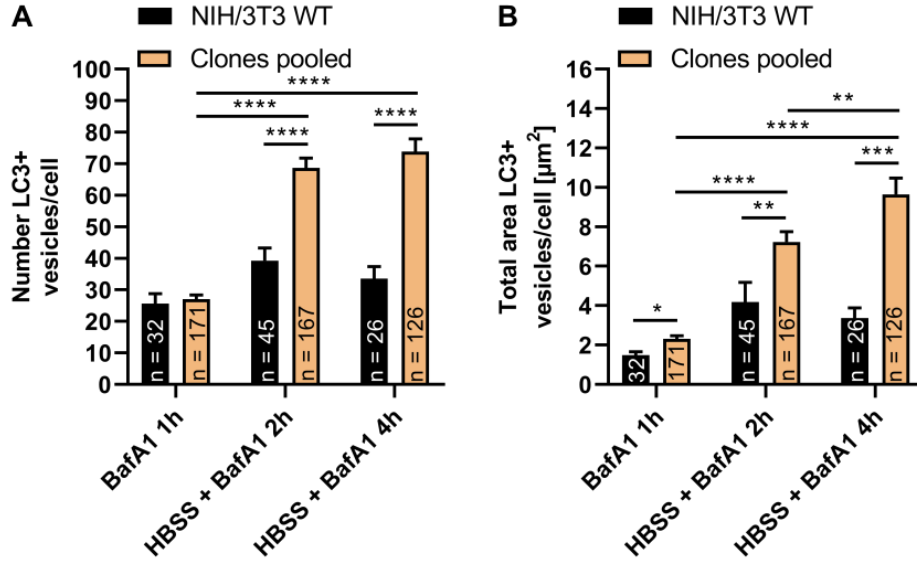 A
NIH/3T3 WT
Clones pooled
Number LC3+
vesicles/cell
100
90
80
70
60
50
40
30
20
10
0
****
****
****
****
n = 32
n = 171
n = 45
n = 167
n = 26
n = 126
BafA1 1h
HBSS + BafA1 2h
HBSS + BafA1 4h
B
NIH/3T3 WT
Clones pooled
Total area LC3+
vesicles/cell [µm²]
16
14
12
10
8
6
4
2
0
**
****
***
****
**
*
32
171
n = 45
n = 167
n = 26
n = 126
BafA1 1h
HBSS + BafA1 2h
HBSS + BafA1 4h